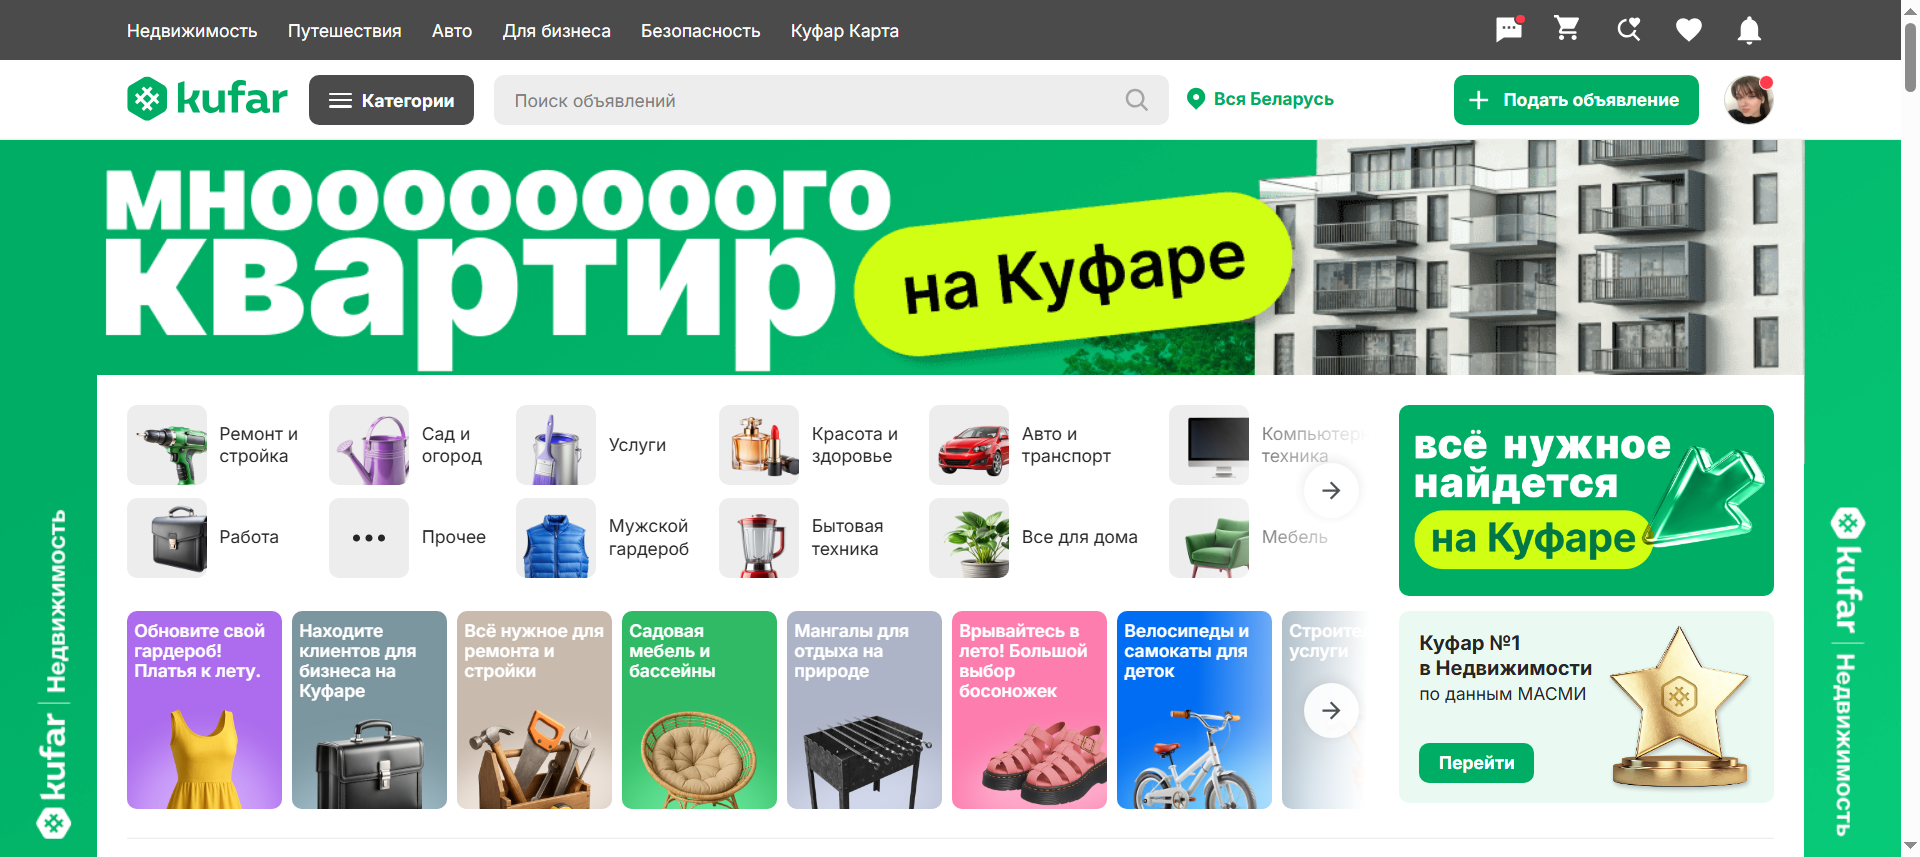 Недвижимость Путешествия Авто Для бизнеса Безопасность Куфар Карта
kufar
Категории
Поиск объявлений
Вся Беларусь
Подать объявление
мнооооооооого
квартир
на Куфаре
Ремонт и
стройка
Сад и
огород
Услуги
Красота и
здоровье
Авто и
транспорт
Компьютерн
техника
Работа
Прочее
Мужской
гардероб
Бытовая
техника
Все для дома
Мебель
всё нужное
найдется
на Куфаре
Обновите свой
гардероб!
Платья к лету.
Находите
клиентов для
бизнеса на
Куфаре
Всё нужное для
ремонта и
стройки
Садовая
мебель и
бассейны
Мангалы для
отдыха на
природе
Врывайтесь в
лето! Большой
выбор
босоножек
Велосипеды и
самокаты для
деток
Строител
услуги
Куфар №1
в Недвижимости
по данным МАСМИ
Перейти
kufar | Недвижимость
kufar | Недвижимость